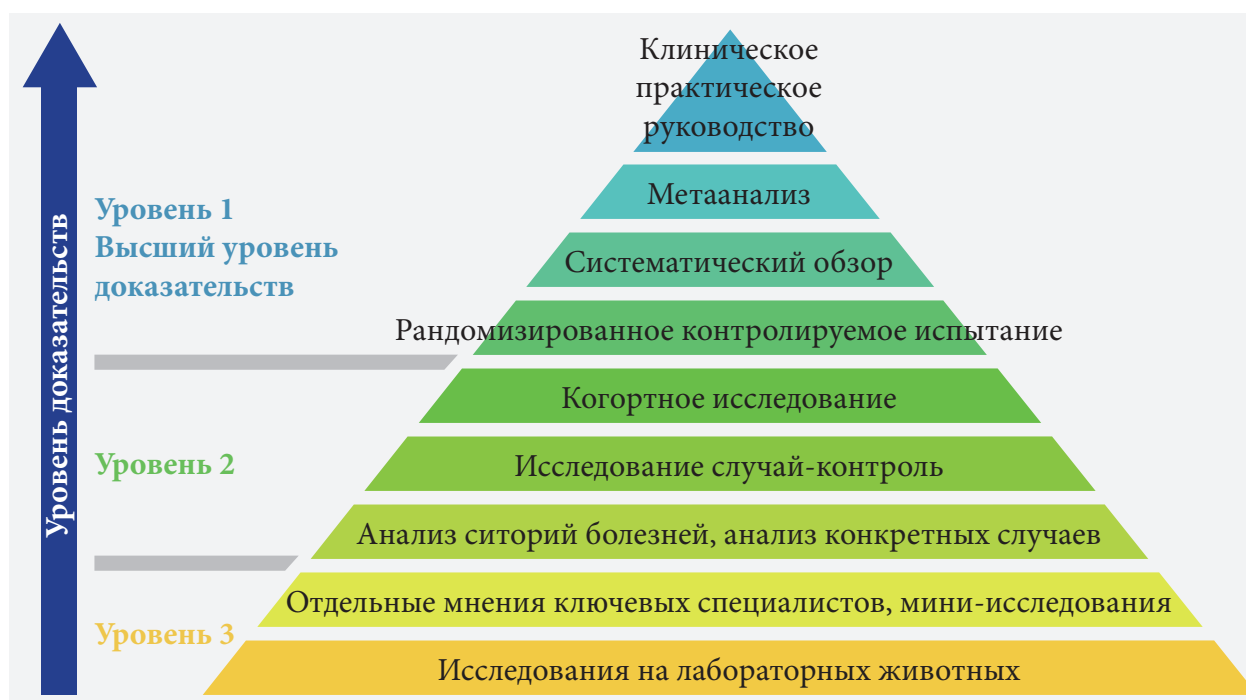 Уровень доказательств
Уровень 1
Высший уровень
доказательств
Уровень 2
Уровень 3
Клиническое
практическое
руководство
Метаанализ
Систематический обзор
Рандомизированное контролируемое испытание
Когортное исследование
Исследование случай-контроль
Анализ ситорий болезней, анализ конкретных случаев
Отдельные мнения ключевых специалистов, мини-исследования
Исследования на лабораторных животных